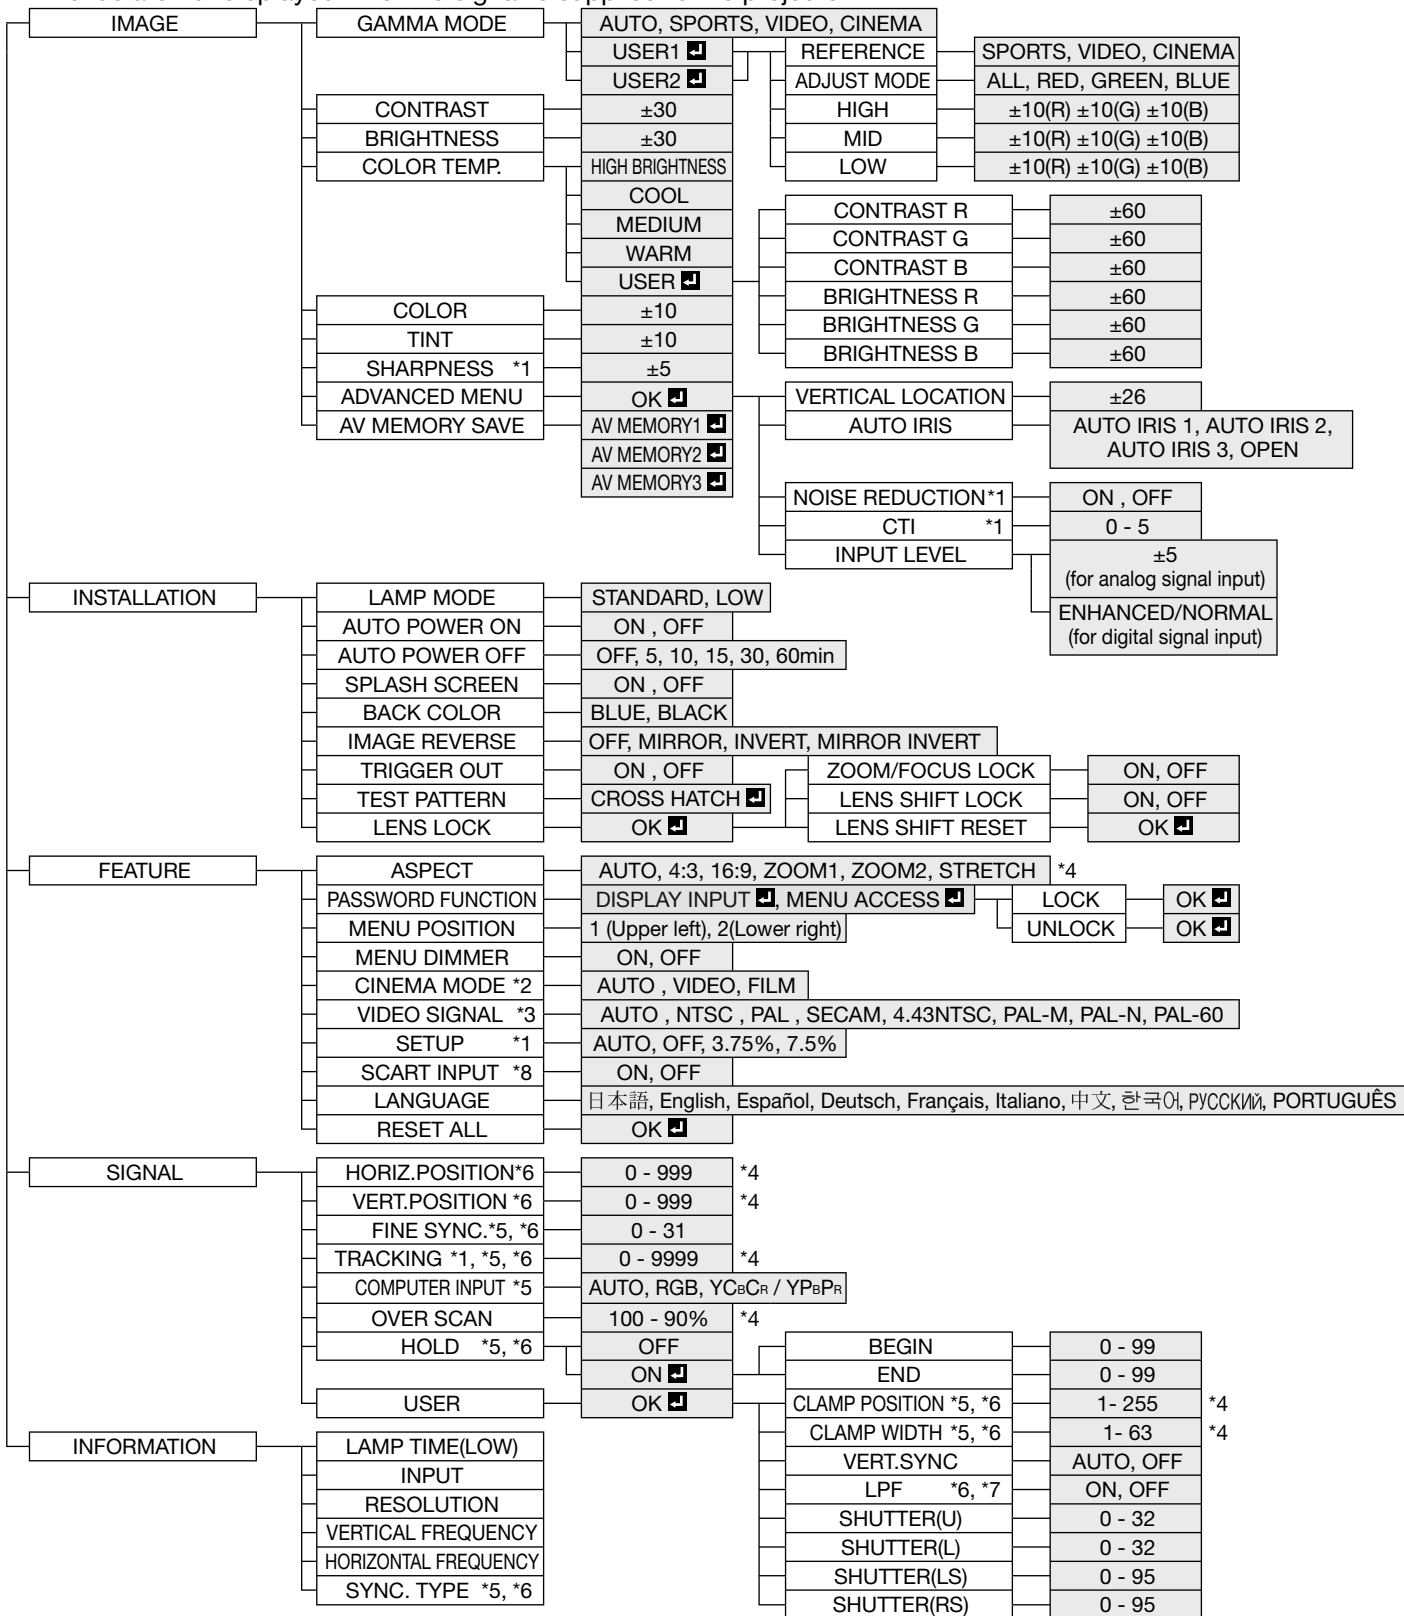 IMAGE GAMMA MODE AUTO, SPORTS, VIDEO, CINEMA
USER1 REFERENCE SPORTS, VIDEO, CINEMA
USER2 ADJUST MODE ALL, RED, GREEN, BLUE
CONTRAST ±30 HIGH ±10(R) ±10(G) ±10(B)
BRIGHTNESS ±30 MID ±10(R) ±10(G) ±10(B)
COLOR TEMP. HIGH BRIGHTNESS LOW ±10(R) ±10(G) ±10(B)
COOL CONTRAST R ±60
MEDIUM CONTRAST G ±60
WARM CONTRAST B ±60
USER BRIGHTNESS R ±60
COLOR ±10 BRIGHTNESS G ±60
TINT ±10 BRIGHTNESS B ±60
SHARPNESS *1 ±5
ADVANCED MENU OK VERTICAL LOCATION ±26
AV MEMORY SAVE AV MEMORY1 AUTO IRIS AUTO IRIS 1, AUTO IRIS 2,
AV MEMORY2 AUTO IRIS 3, OPEN
AV MEMORY3
NOISE REDUCTION*1 ON , OFF
CTI *1 0 - 5
INPUT LEVEL ±5
(for analog signal input)
INSTALLATION LAMP MODE STANDARD, LOW ENHANCED/NORMAL
AUTO POWER ON ON , OFF (for digital signal input)
AUTO POWER OFF OFF, 5, 10, 15, 30, 60min
SPLASH SCREEN ON , OFF
BACK COLOR BLUE, BLACK
IMAGE REVERSE OFF, MIRROR, INVERT, MIRROR INVERT
TRIGGER OUT ON , OFF ZOOM/FOCUS LOCK ON, OFF
TEST PATTERN CROSS HATCH LENS SHIFT LOCK ON, OFF
LENS LOCK OK LENS SHIFT RESET OK
FEATURE ASPECT AUTO, 4:3, 16:9, ZOOM1, ZOOM2, STRETCH *4
PASSWORD FUNCTION DISPLAY INPUT , MENU ACCESS LOCK OK
MENU POSITION 1 (Upper left), 2(Lower right) UNLOCK OK
MENU DIMMER ON, OFF
CINEMA MODE *2 AUTO , VIDEO, FILM
VIDEO SIGNAL *3 AUTO , NTSC , PAL , SECAM, 4.43NTSC, PAL-M, PAL-N, PAL-60
SETUP *1 AUTO, OFF, 3.75%, 7.5%
SCART INPUT *8 ON, OFF
LANGUAGE 日本語, English, Español, Deutsch, Français, Italiano, 中文, 한국어, РУССКИЙ, PORTUGUÊS
RESET ALL OK
SIGNAL HORIZ.POSITION*6 0 - 999 *4
VERT.POSITION *6 0 - 999 *4
FINE SYNC.*5, *6 0 - 31
TRACKING *1, *5, *6 0 - 9999 *4
COMPUTER INPUT *5 AUTO, RGB, YCBCR / YPBPR
OVER SCAN 100 - 90% *4
HOLD *5, *6 OFF BEGIN 0 - 99
ON END 0 - 99
USER OK CLAMP POSITION *5, *6 1- 255 *4
INFORMATION LAMP TIME(LOW) CLAMP WIDTH *5, *6 1- 63 *4
INPUT VERT.SYNC AUTO, OFF
RESOLUTION LPF *6, *7 ON, OFF
VERTICAL FREQUENCY SHUTTER(U) 0 - 32
HORIZONTAL FREQUENCY SHUTTER(L) 0 - 32
SYNC. TYPE *5, *6 SHUTTER(LS) 0 - 95
SHUTTER(RS) 0 - 95